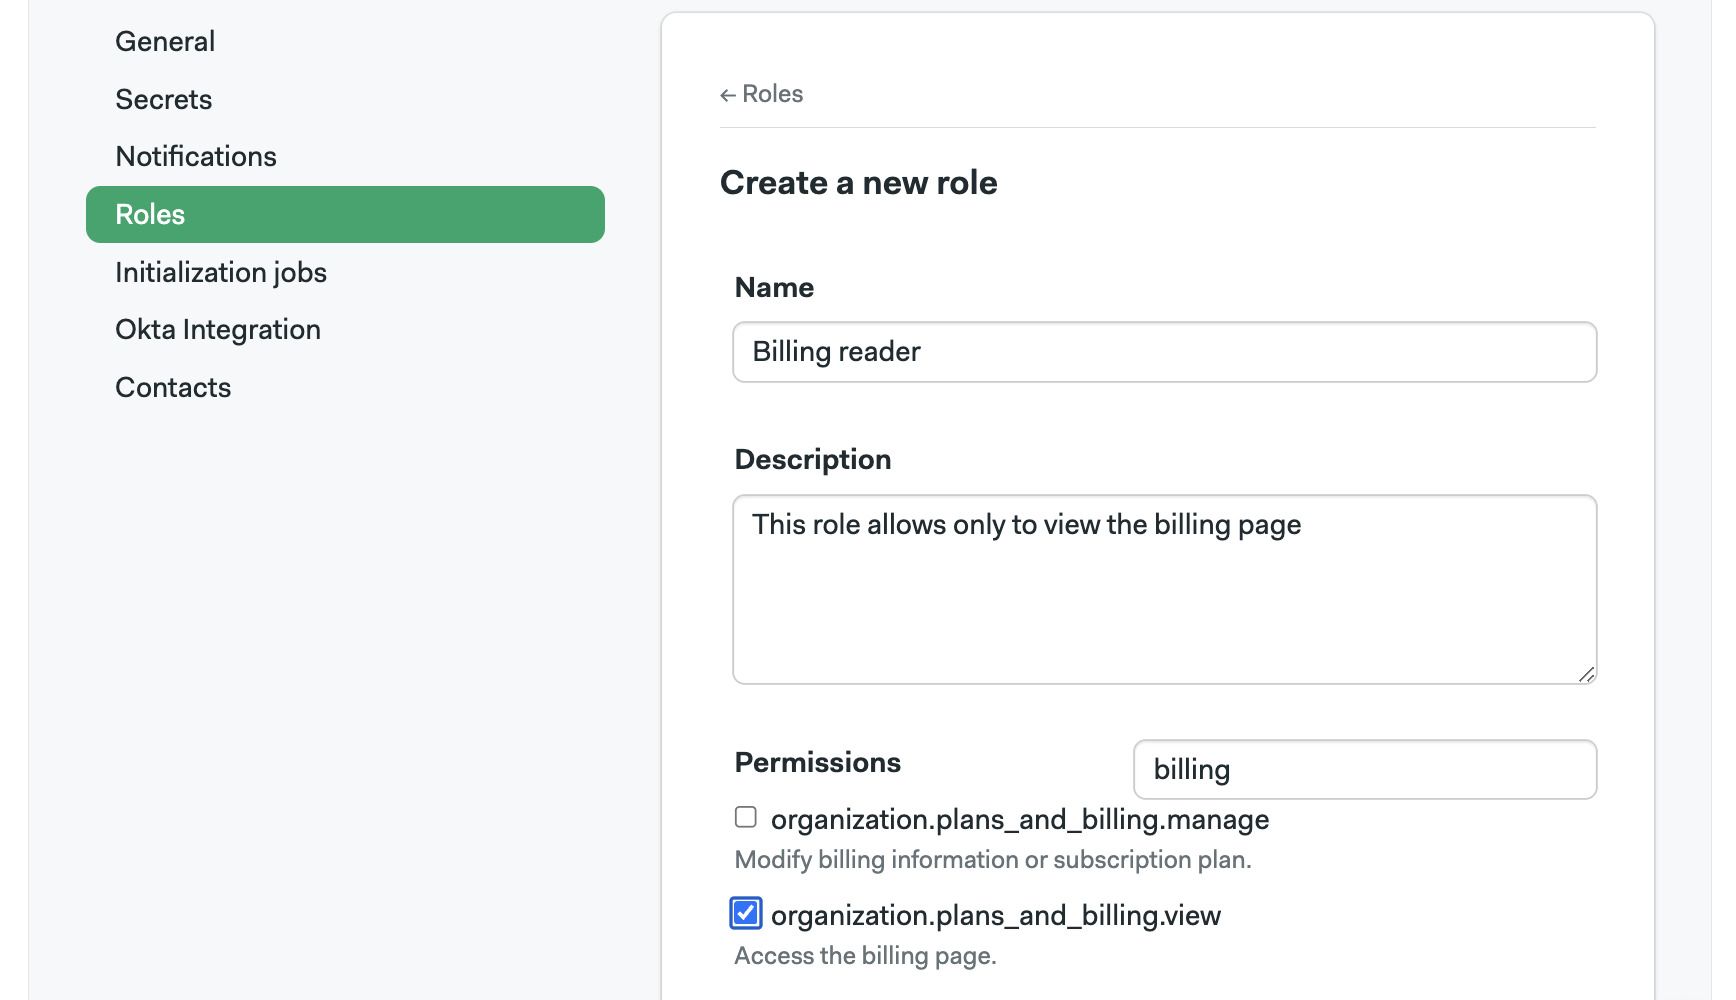 General
Secrets
Notifications
Roles
Initialization jobs
Okta Integration
Contacts
← Roles
Create a new role
Name
Billing reader
Description
This role allows only to view the billing page
Permissions
billing
organization.plans_and_billing.manage
Modify billing information or subscription plan.
organization.plans_and_billing.view
Access the billing page.